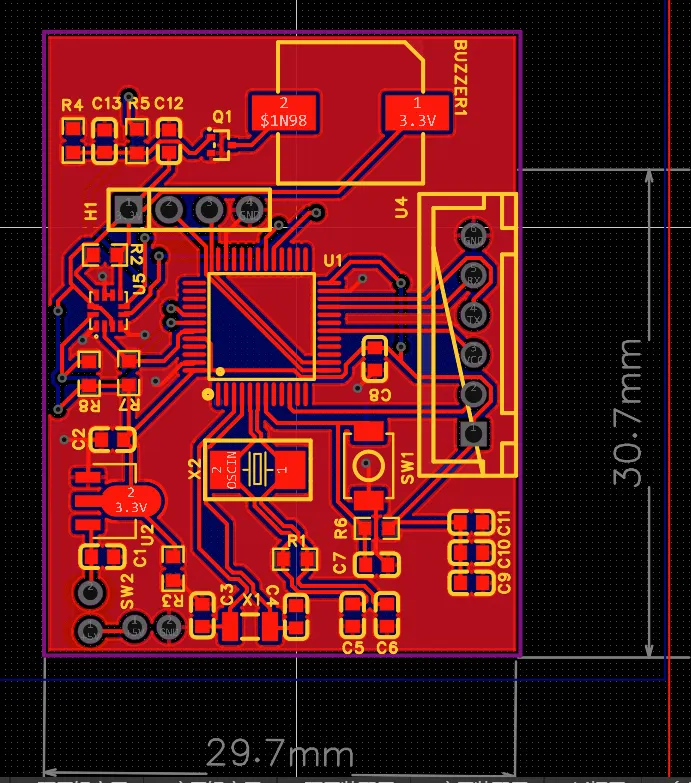 BUZZER1
R4 C13 R5 C12
Q1
2
$1N98
1
3.3V
H1
U4
GND
RX
TX
VCC
2
1
U1
R2
U5
C8
R8
R7
C2
X2
2
OSCIN
1
SW1
2
3.3V
U2
R6
C11
C10
C9
C7
R1
C1
SW2
R3
C3
X1
C4
C5
C6
30.7mm
29.7mm